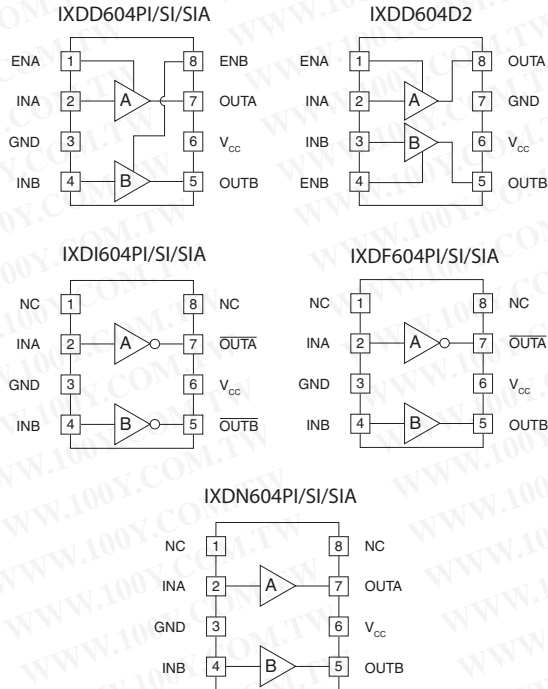 IXDD604PI/SI/SIA
ENA 1 8 ENB
INA 2 A 7 OUTA
GND 3 6 VCC
INB 4 B 5 OUTB
IXDD604D2
ENA 1 8 OUTA
INA 2 A 7 GND
INB 3 B 6 VCC
ENB 4 5 OUTB
IXDI604PI/SI/SIA
NC 1 8 NC
INA 2 A 7 OUTA
GND 3 6 VCC
INB 4 B 5 OUTB
IXDF604PI/SI/SIA
NC 1 8 NC
INA 2 A 7 OUTA
GND 3 6 VCC
INB 4 B 5 OUTB
IXDN604PI/SI/SIA
NC 1 8 NC
INA 2 A 7 OUTA
GND 3 6 VCC
INB 4 B 5 OUTB
WWW.100Y.COM.TW